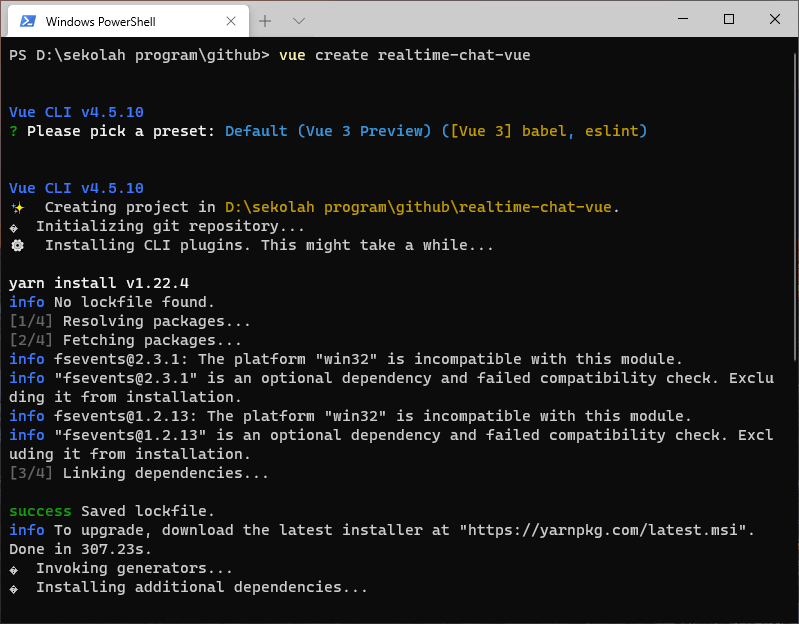 Windows PowerShell
PS D:\sekolah program\github> vue create realtime-chat-vue
Vue CLI v4.5.10
? Please pick a preset: Default (Vue 3 Preview) ([Vue 3] babel, eslint)
Vue CLI v4.5.10
✨  Creating project in D:\sekolah program\github\realtime-chat-vue.
�  Initializing git repository...
⚙  Installing CLI plugins. This might take a while...
yarn install v1.22.4
info No lockfile found.
[1/4] Resolving packages...
[2/4] Fetching packages...
info fsevents@2.3.1: The platform "win32" is incompatible with this module.
info "fsevents@2.3.1" is an optional dependency and failed compatibility check. Exclu
ding it from installation.
info fsevents@1.2.13: The platform "win32" is incompatible with this module.
info "fsevents@1.2.13" is an optional dependency and failed compatibility check. Excl
uding it from installation.
[3/4] Linking dependencies...
success Saved lockfile.
info To upgrade, download the latest installer at "https://yarnpkg.com/latest.msi".
Done in 307.23s.
�  Invoking generators...
�  Installing additional dependencies...